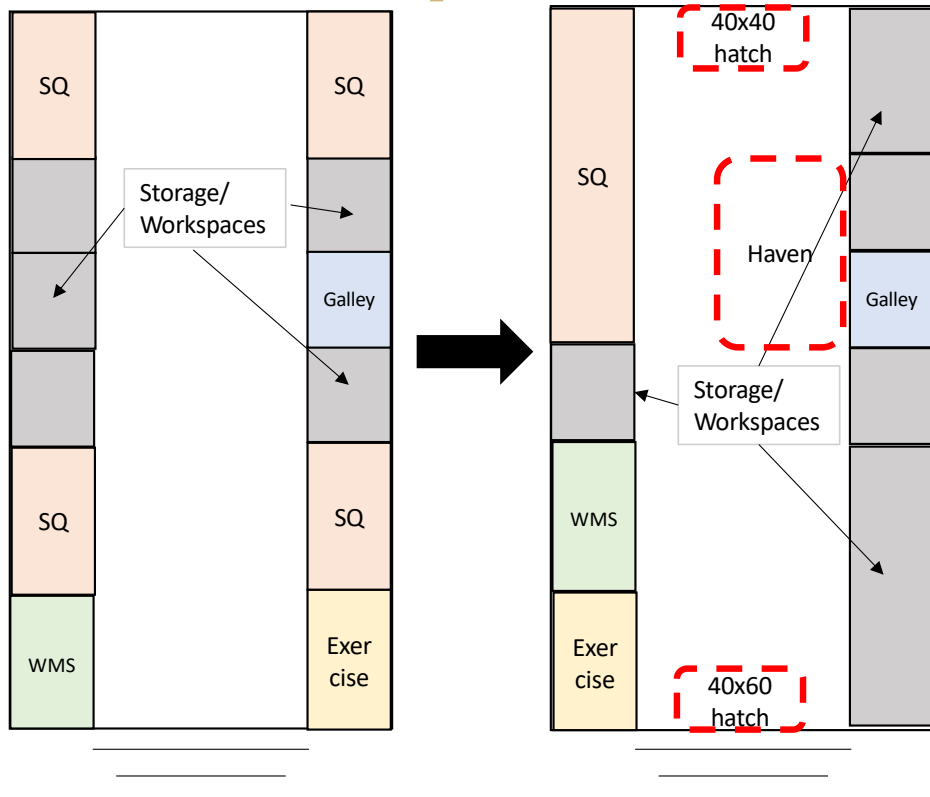 SQ
SQ
Storage/
Workspaces
Galley
SQ
SQ
WMS
Exer
cise
40x40
hatch
SQ
Haven
Galley
Storage/
Workspaces
WMS
Exer
cise
40x60
hatch